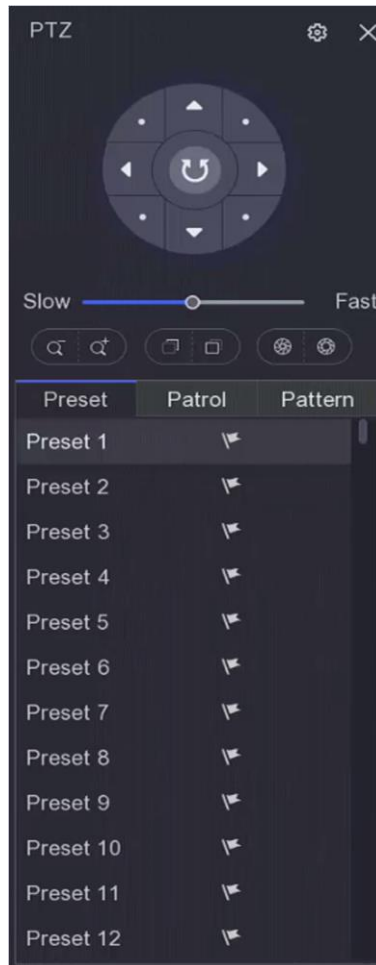 PTZ
Slow Fast
Preset Patrol Pattern
Preset 1
Preset 2
Preset 3
Preset 4
Preset 5
Preset 6
Preset 7
Preset 8
Preset 9
Preset 10
Preset 11
Preset 12